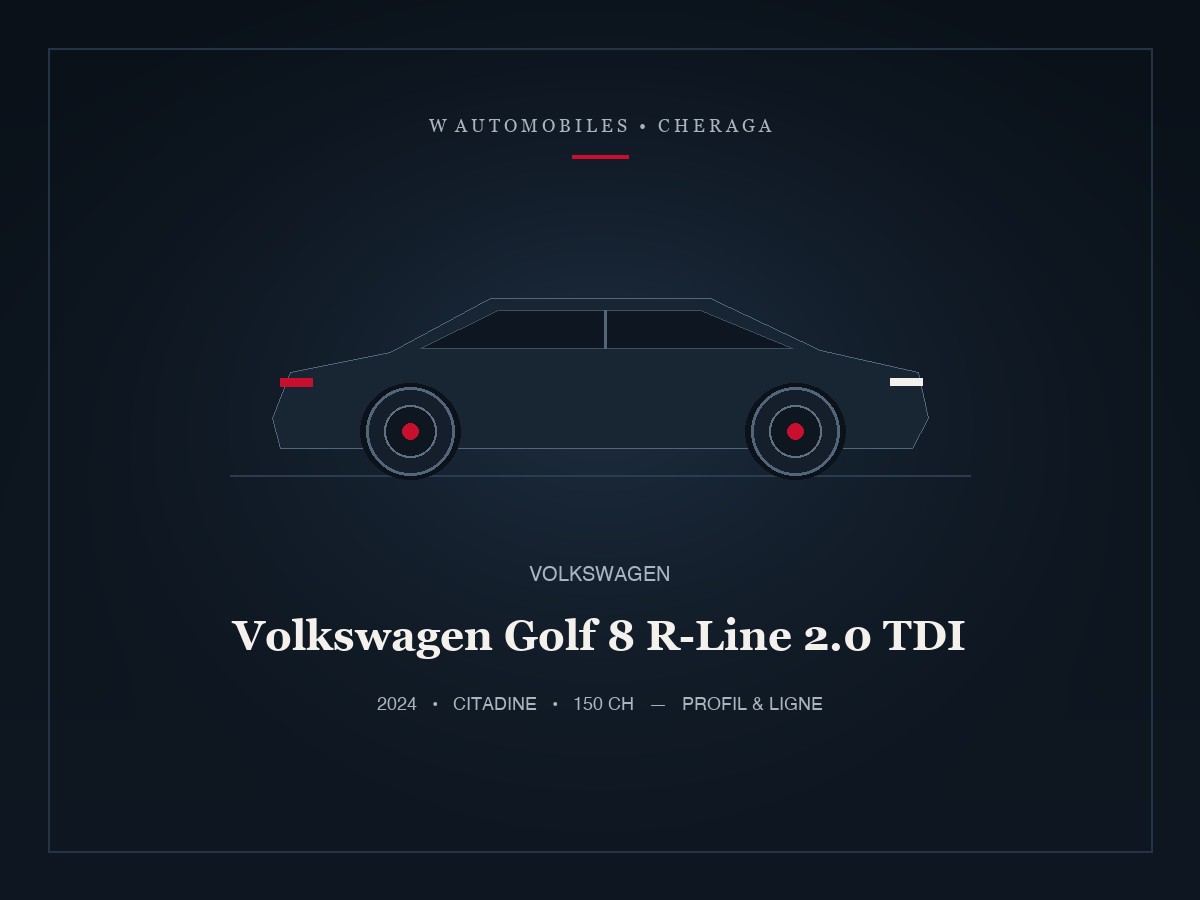 W AUTOMOBILES • CHERAGA
VOLKSWAGEN
Volkswagen Golf 8 R-Line 2.0 TDI
2024 • CITADINE • 150 CH — PROFIL & LIGNE